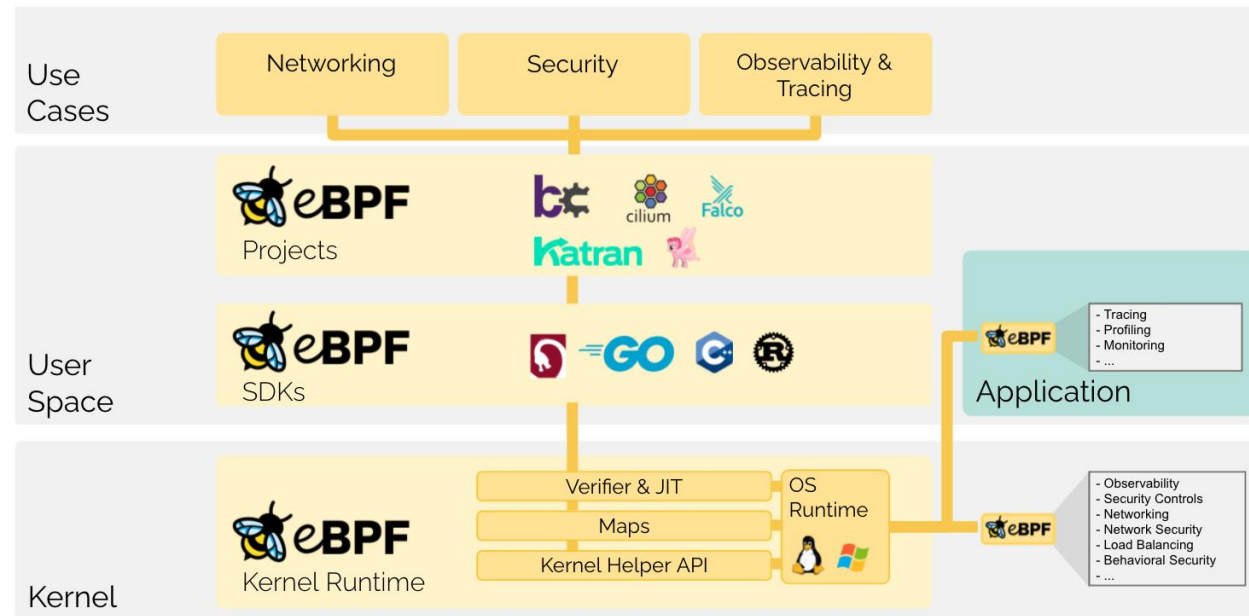 Use
Cases
Networking
Security
Observability &
Tracing
User
Space
eBPF
Projects
bc
cilium
Falco
Katran
eBPF
SDKs
GO
C++
R
eBPF
- Tracing
- Profiling
- Monitoring
- ...
Application
Kernel
eBPF
Kernel Runtime
Verifier & JIT
Maps
Kernel Helper API
OS
Runtime
eBPF
- Observability
- Security Controls
- Networking
- Network Security
- Load Balancing
- Behavioral Security
- ...